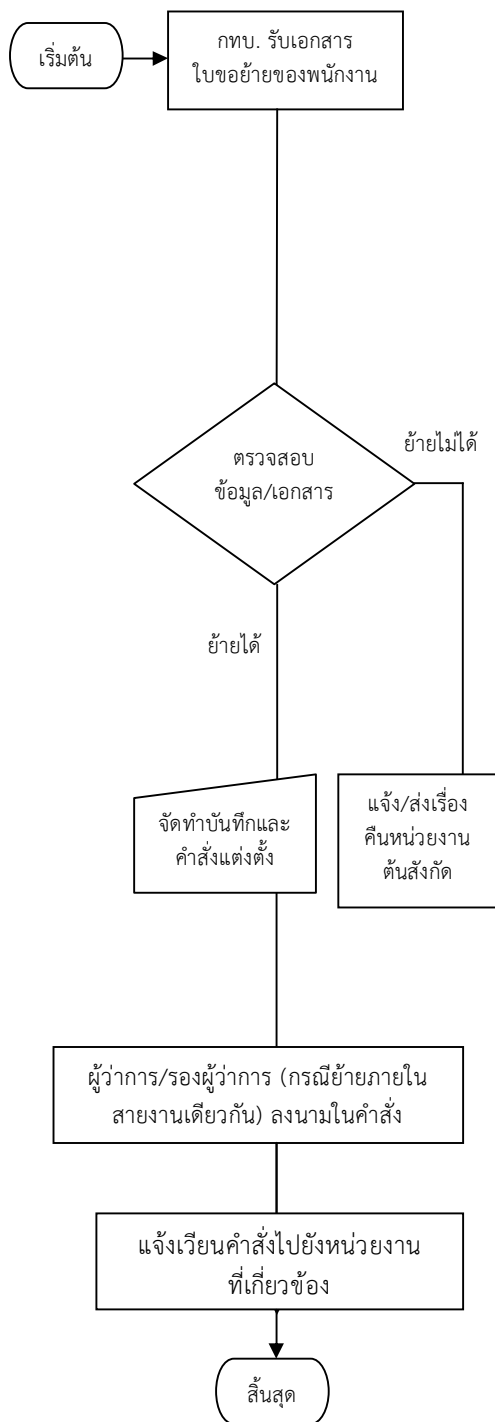 เริ่มต้น
กทบ. รับเอกสาร
ใบขอย้ายของพนักงาน
ตรวจสอบ
ข้อมูล/เอกสาร
ย้ายไม่ได้
ย้ายได้
จัดทำบันทึกและ
คำสั่งแต่งตั้ง
แจ้ง/ส่งเรื่อง
คืนหน่วยงาน
ต้นสังกัด
ผู้ว่าการ/รองผู้ว่าการ (กรณีย้ายภายใน
สายงานเดียวกัน) ลงนามในคำสั่ง
แจ้งเวียนคำสั่งไปยังหน่วยงาน
ที่เกี่ยวข้อง
สิ้นสุด